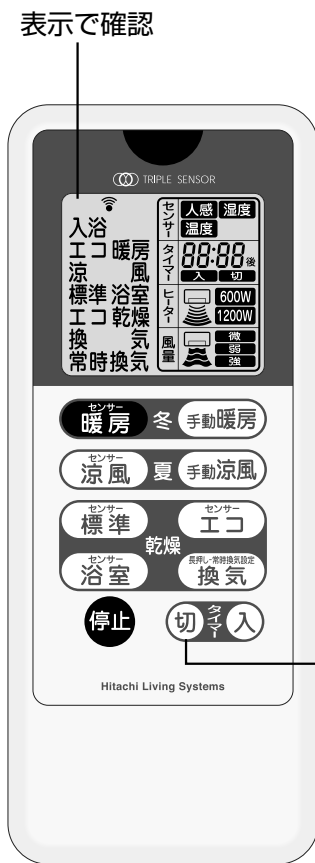 表示で確認
TRIPLE SENSOR
入浴
エコ 暖房
涼 風
標準 浴室
エコ 乾燥
換 気
常時換気
センサー 人感 湿度
温度
タイマー 88:88 後
入 切
ヒーター 600W
1200W
風量 微
弱
強
センサー
暖房 冬 手動暖房
センサー
涼風 夏 手動涼風
センサー センサー
標準 エコ
乾燥
センサー 長押し-常時換気設定
浴室 換気
停止 切 タイマー 入
Hitachi Living Systems